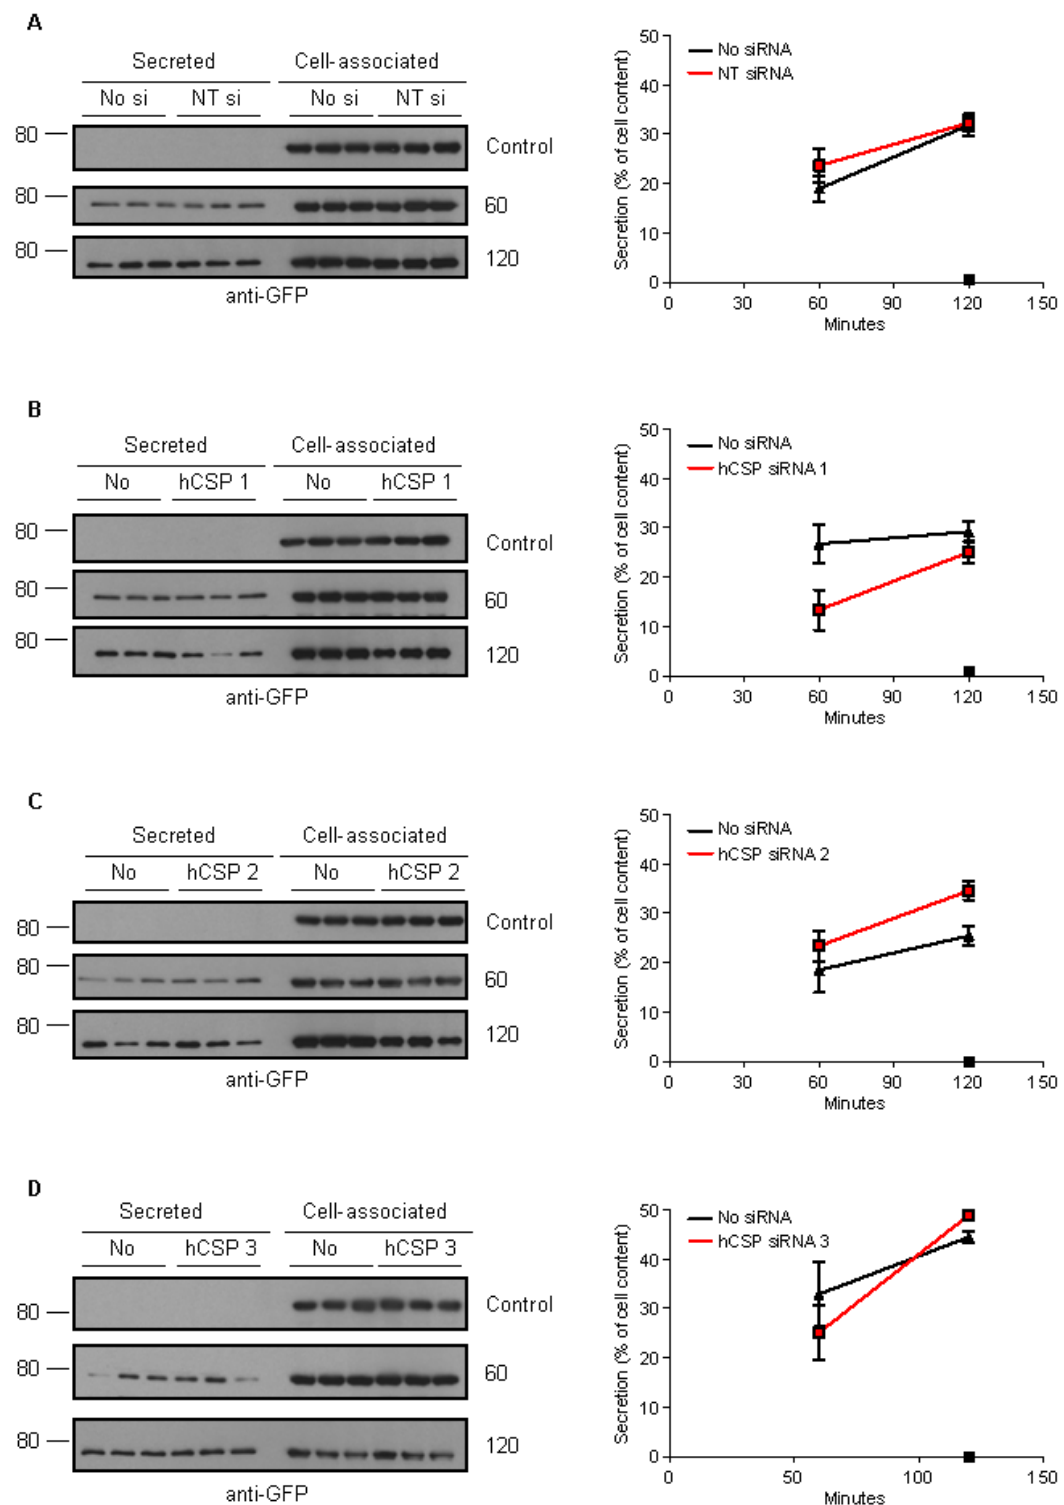 A
Secreted Cell-associated
No si NT si No si NT si
80 Control
80 60
80 120
anti-GFP
Secretion (% of cell content)
50
40
30
20
10
0
No siRNA
NT siRNA
0 30 60 90 120 150
Minutes
B
Secreted Cell-associated
No hCSP 1 No hCSP 1
80 Control
80 60
80 120
anti-GFP
Secretion (% of cell content)
50
40
30
20
10
0
No siRNA
hCSP siRNA 1
0 30 60 90 120 150
Minutes
C
Secreted Cell-associated
No hCSP 2 No hCSP 2
80 Control
80 60
80 120
anti-GFP
Secretion (% of cell content)
50
40
30
20
10
0
No siRNA
hCSP siRNA 2
0 30 60 90 120 150
Minutes
D
Secreted Cell-associated
No hCSP 3 No hCSP 3
80 Control
80 60
80 120
anti-GFP
Secretion (% of cell content)
50
40
30
20
10
0
No siRNA
hCSP siRNA 3
0 50 100 150
Minutes